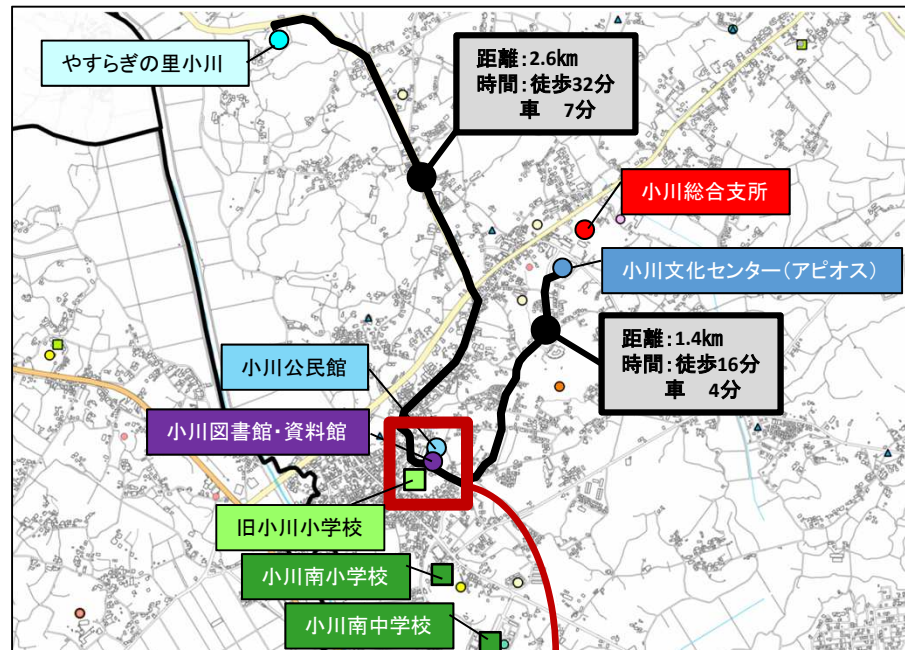 やすらぎの里小川
距離:2.6km
時間:徒歩32分
車 7分
小川総合支所
小川文化センター(アピオス)
距離:1.4km
時間:徒歩16分
車 4分
小川公民館
小川図書館・資料館
旧小川小学校
小川南小学校
小川南中学校